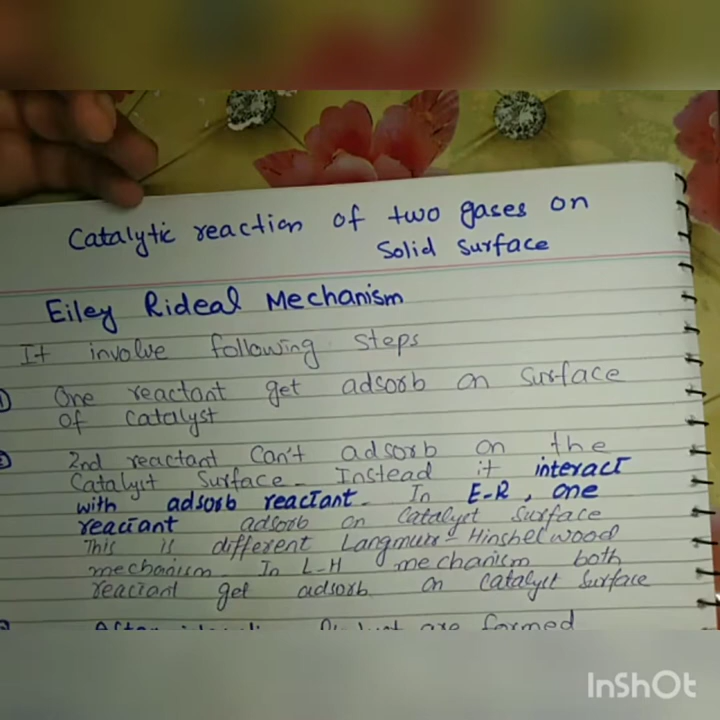 Catalytic reaction of two gases on
Solid Surface
Eiley Rideal Mechanism
It involve following steps
One reactant get adsorb on surface
of catalyst
2nd reactant Can't adsorb on the
Catalyst Surface. Instead it interact
with adsorb reactant. In E-R, one
reactant adsorb on Catalyst Surface
This is different Langmuir-Hinshelwood
mechanism. In L-H mechanism both
reactant get adsorb on Catalyst Surface
are formed
InShOt